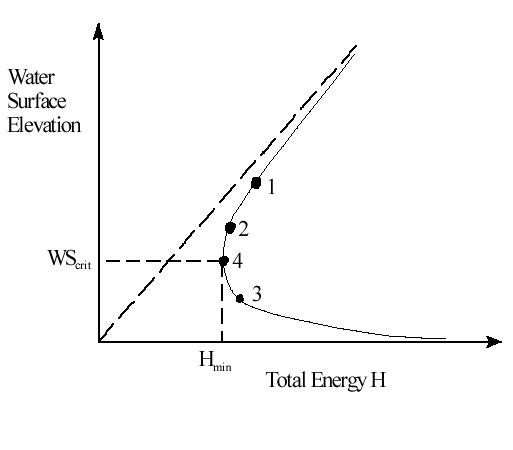 Water
Surface
Elevation
1
2
WScrit
4
3
Hmin
Total Energy H